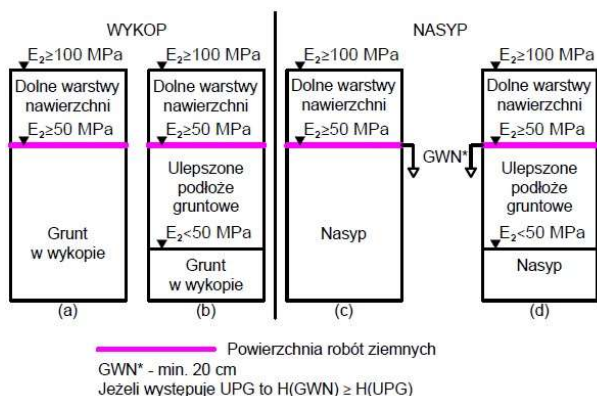 WYKOP
NASYP
E₂≥100 MPa
Dolne warstwy
nawierzchni
E₂≥50 MPa
Grunt
w wykopie
(a)
E₂≥100 MPa
Dolne warstwy
nawierzchni
E₂≥50 MPa
Ulepszone
podłoże
gruntowe
E₂<50 MPa
Grunt
w wykopie
(b)
E₂≥100 MPa
Dolne warstwy
nawierzchni
E₂≥50 MPa
Nasyp
(c)
GWN*
E₂≥100 MPa
Dolne warstwy
nawierzchni
E₂≥50 MPa
Ulepszone
podłoże
gruntowe
E₂<50 MPa
Nasyp
(d)
Powierzchnia robót ziemnych
GWN* - min. 20 cm
Jeżeli występuje UPG to H(GWN) ≥ H(UPG)